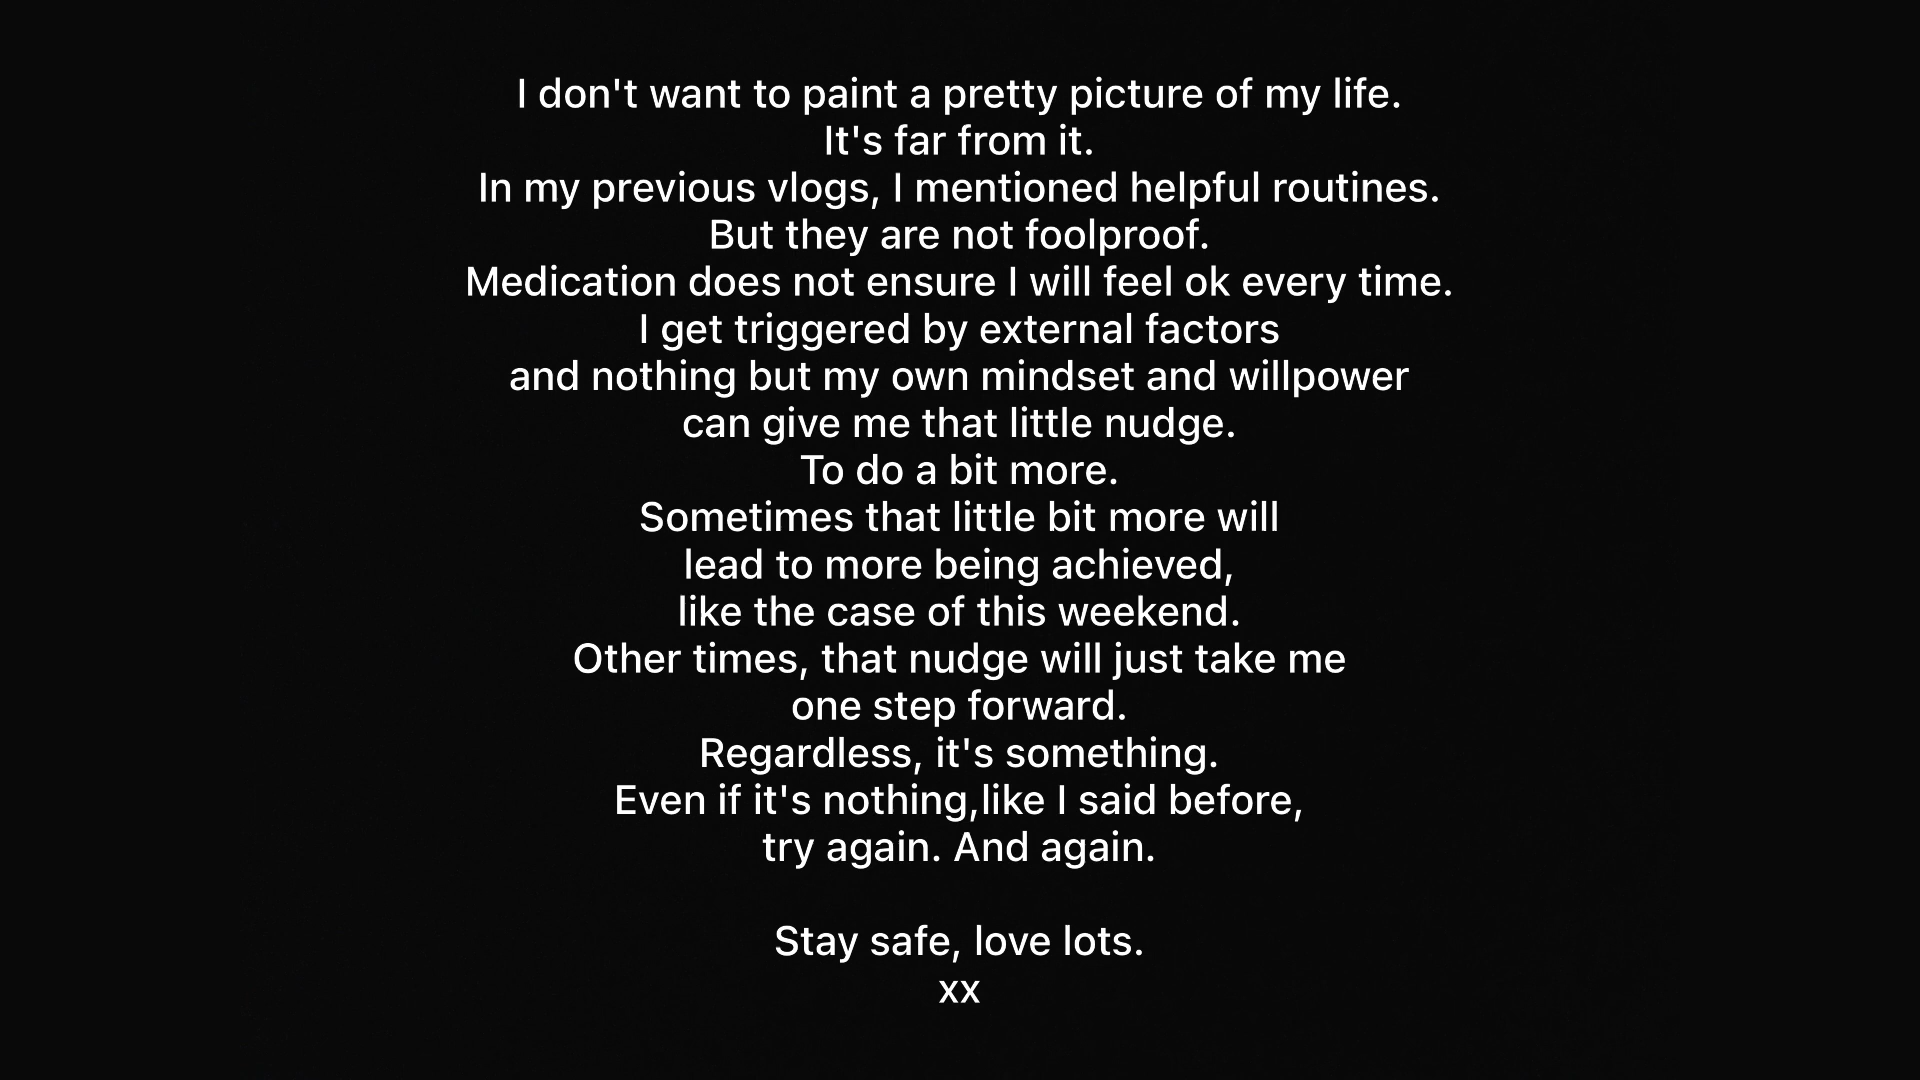 I don't want to paint a pretty picture of my life.
It's far from it.
In my previous vlogs, I mentioned helpful routines.
But they are not foolproof.
Medication does not ensure I will feel ok every time.
I get triggered by external factors
and nothing but my own mindset and willpower
can give me that little nudge.
To do a bit more.
Sometimes that little bit more will
lead to more being achieved,
like the case of this weekend.
Other times, that nudge will just take me
one step forward.
Regardless, it's something.
Even if it's nothing,like I said before,
try again. And again.
Stay safe, love lots.
xx